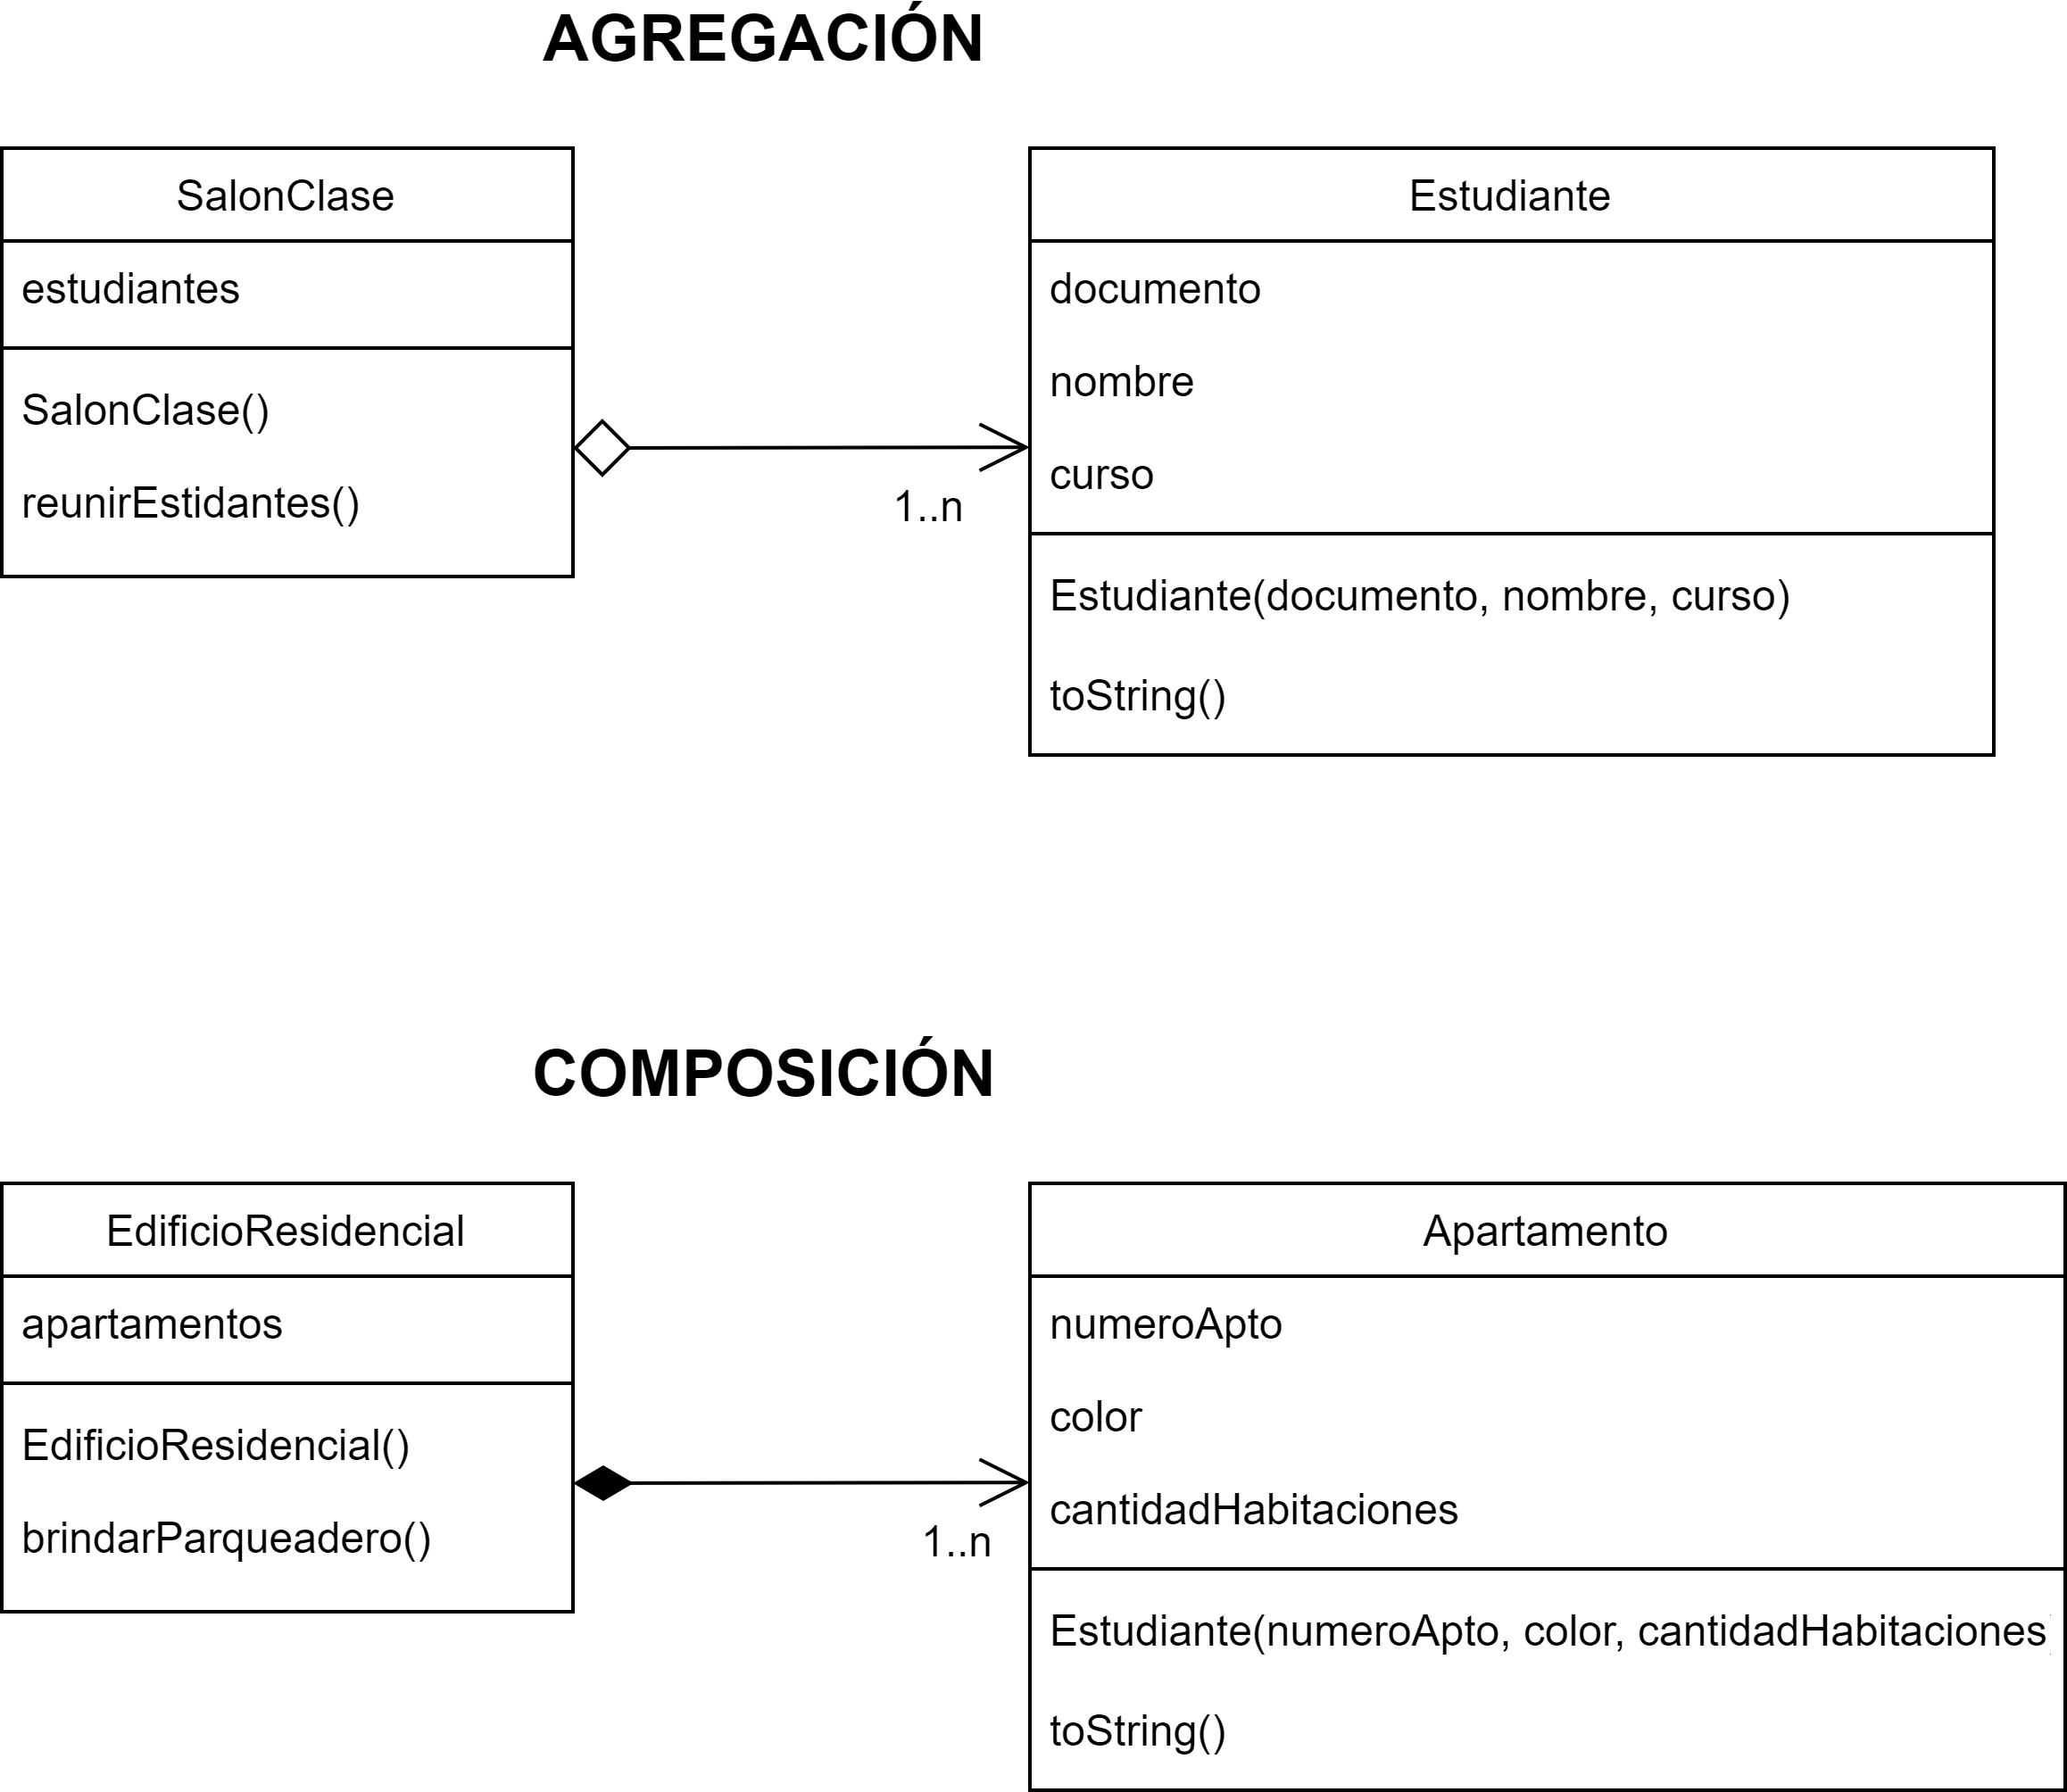 AGREGACIÓN
SalonClase
estudiantes
SalonClase()
reunirEstidantes()
1..n
Estudiante
documento
nombre
curso
Estudiante(documento, nombre, curso)
toString()
COMPOSICIÓN
EdificioResidencial
apartamentos
EdificioResidencial()
brindarParqueadero()
1..n
Apartamento
numeroApto
color
cantidadHabitaciones
Estudiante(numeroApto, color, cantidadHabitaciones)
toString()